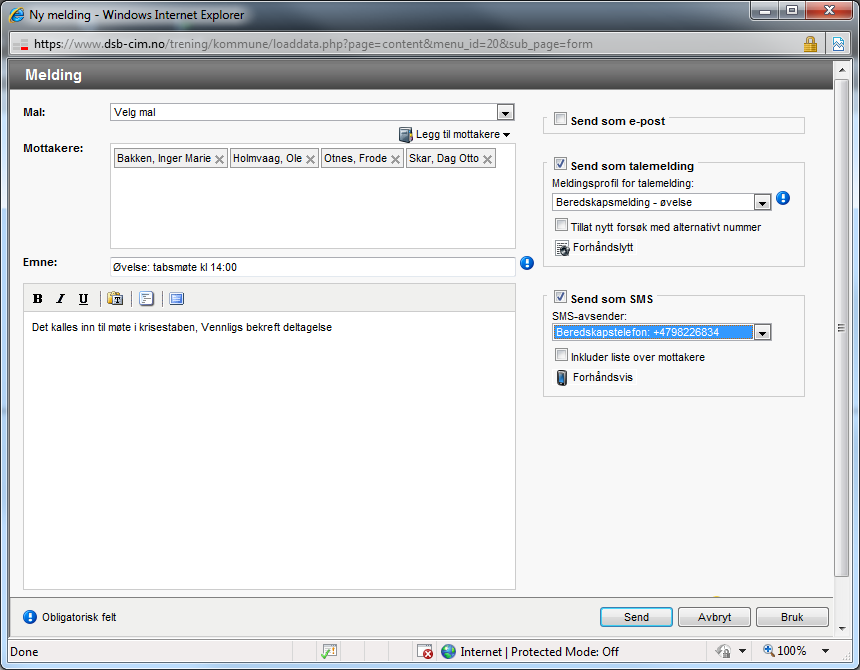 Ny melding - Windows Internet Explorer
https://www.dsb-cim.no/trening/kommune/loaddata.php?page=content&menu_id=20&sub_page=form
Melding
Mal:
Velg mal
Legg til mottakere
Mottakere:
Bakken, Inger Marie
Holmvaag, Ole
Otnes, Frode
Skar, Dag Otto
Emne:
Øvelse: tabsmøte kl 14:00
B I U
Det kalles inn til møte i krisestaben, Vennligs bekreft deltagelse
Send som e-post
Send som talemelding
Meldingsprofil for talemelding:
Beredskapsmelding - øvelse
Tillat nytt forsøk med alternativt nummer
Forhåndslytt
Send som SMS
SMS-avsender:
Beredskapstelefon: +4798226834
Inkluder liste over mottakere
Forhåndsvis
Obligatorisk felt
Send
Avbryt
Bruk
Done
Internet | Protected Mode: Off
100%